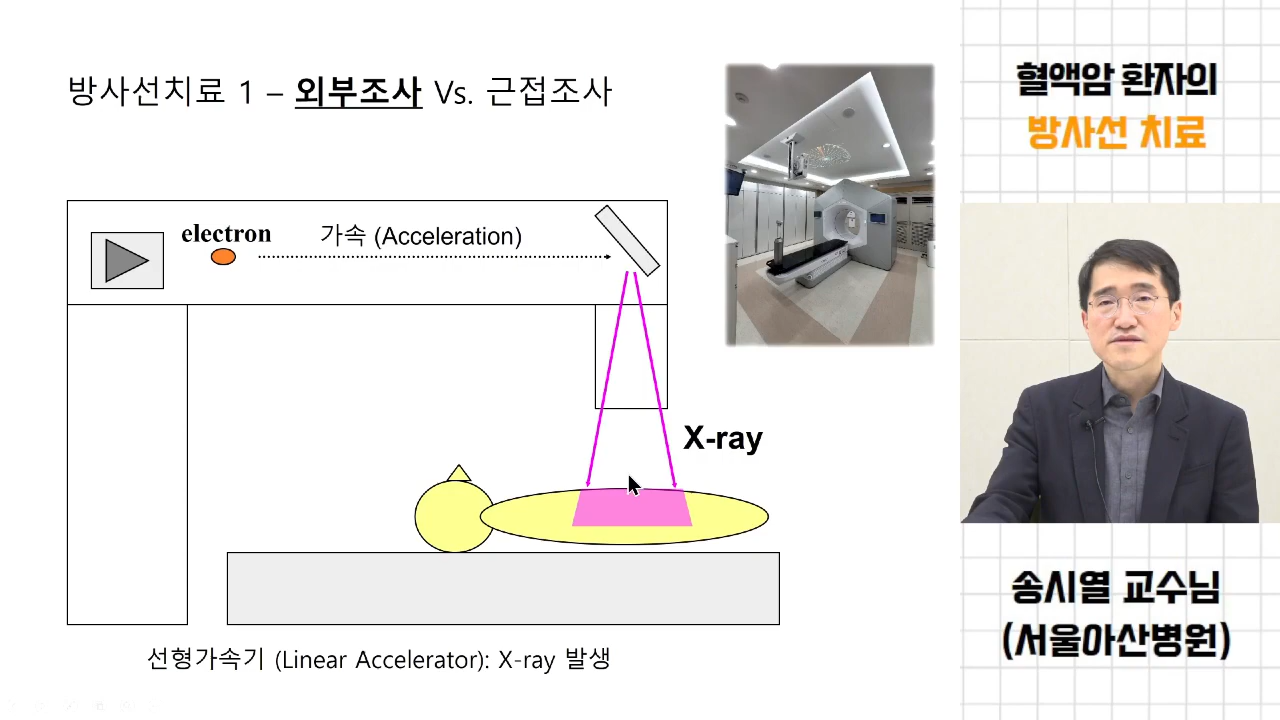 방사선치료 1 – 외부조사 Vs. 근접조사
electron
가속 (Acceleration)
X-ray
선형가속기 (Linear Accelerator): X-ray 발생
혈액암 환자의
방사선 치료
송시열 교수님
(서울아산병원)